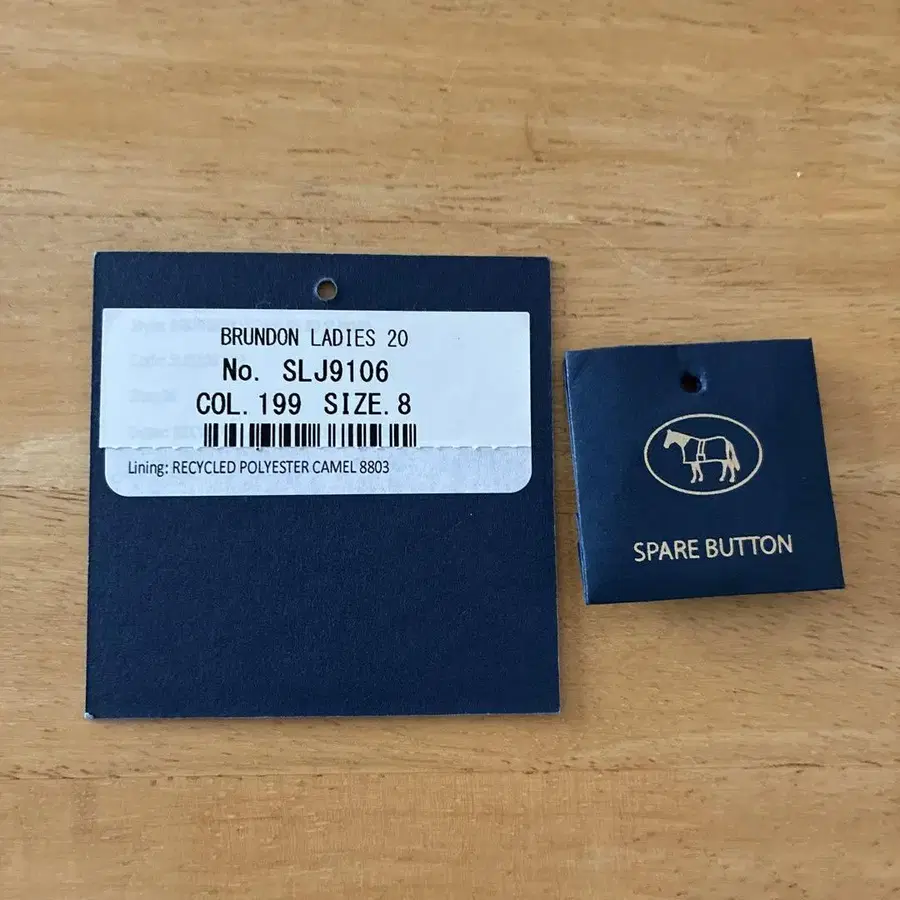 BRUNDON LADIES 20
No. SLJ9106
COL. 199 SIZE. 8
Lining: RECYCLED POLYESTER CAMEL 8803
SPARE BUTTON